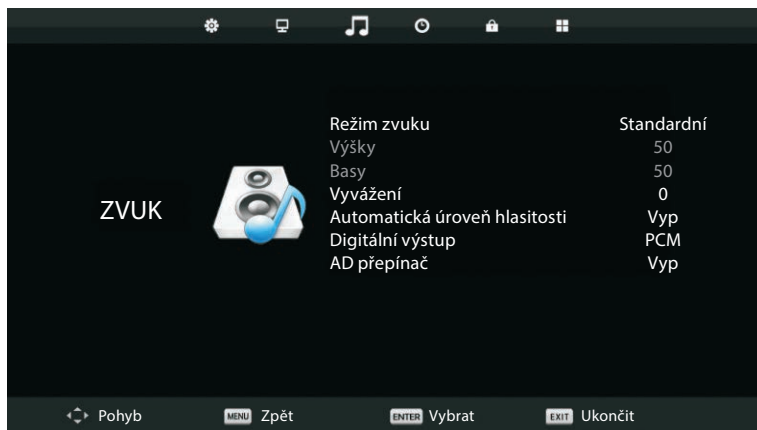 Režim zvuku Standardní
Výšky 50
Basy 50
ZVUK
Vyvážení 0
Automatická úroveň hlasitosti Vyp
Digitální výstup PCM
AD přepínač Vyp
Pohyb MENU Zpět ENTER Vybrat EXIT Ukončit